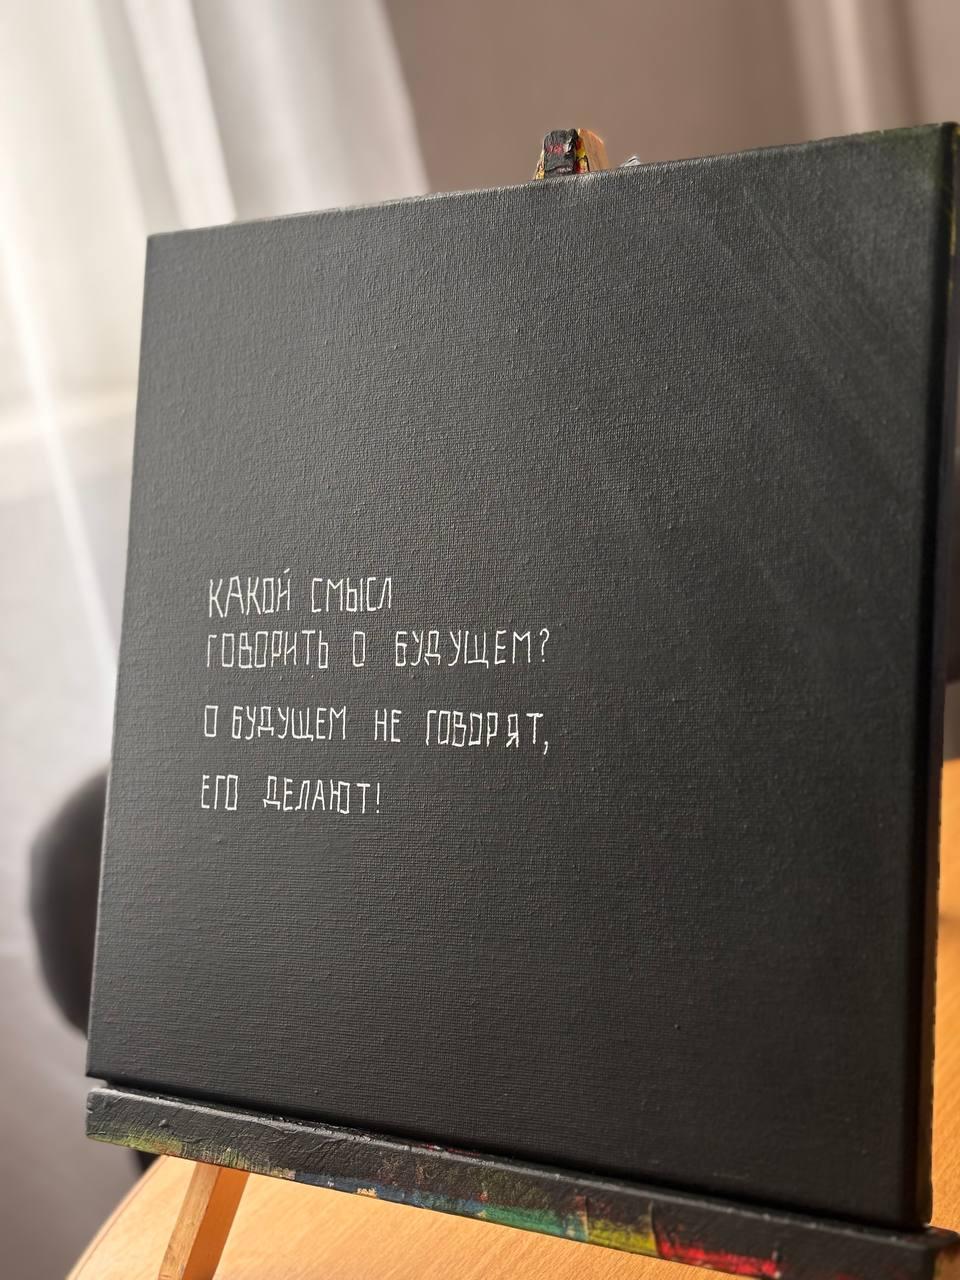 КАКОЙ СМЫСЛ
ГОВОРИТЬ О БУДУЩЕМ?
О БУДУЩЕМ НЕ ГОВОРЯТ,
ЕГО ДЕЛАЮТ!